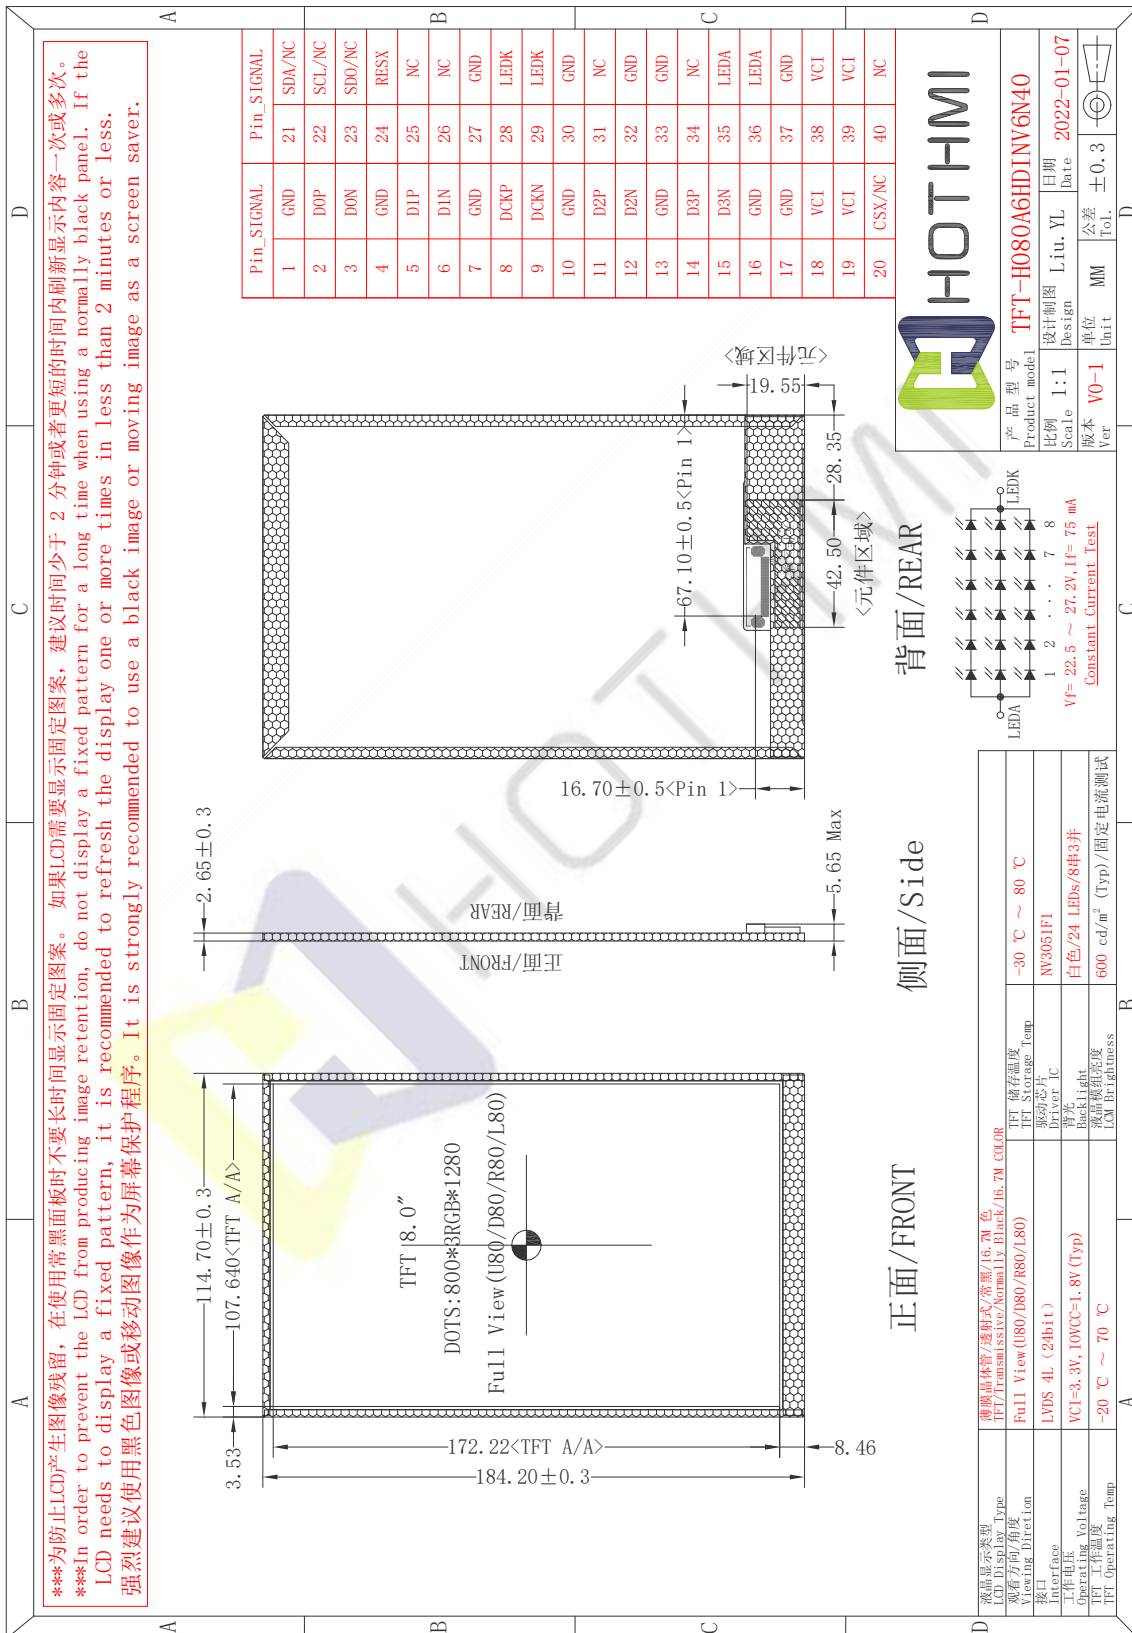 ***为防止LCD产生图像残留，在使用常黑面板时不要长时间显示固定图案。 如果LCD需要显示固定图案，建议时间少于 2 分钟或者更短的时间内刷新显示内容一次或多次。
***In order to prevent the LCD from producing image retention, do not display a fixed pattern for a long time when using a normally black panel. If the
LCD needs to display a fixed pattern, it is recommended to refresh the display one or more times in less than 2 minutes or less.
强烈建议使用黑色图像或移动图像作为屏幕保护程序。It is strongly recommended to use a black image or moving image as a screen saver.
A B C D
A B C D
A B C D
A B C D
114.70±0.3
107.640<TFT A/A>
3.53
TFT 8.0″
DOTS:800*3RGB*1280
Full View(U80/D80/R80/L80)
172.22<TFT A/A>
184.20±0.3
8.46
正面/FRONT
2.65±0.3
背面/REAR
正面/FRONT
5.65 Max
侧面/Side
16.70±0.5<Pin 1>
67.10±0.5<Pin 1>
19.55
<元件区域>
42.50
28.35
<元件区域>
背面/REAR
Pin_SIGNAL Pin_SIGNAL
1 GND 21 SDA/NC
2 D0P 22 SCL/NC
3 D0N 23 SDO/NC
4 GND 24 RESX
5 D1P 25 NC
6 D1N 26 NC
7 GND 27 GND
8 DCKP 28 LEDK
9 DCKN 29 LEDK
10 GND 30 GND
11 D2P 31 NC
12 D2N 32 GND
13 GND 33 GND
14 D3P 34 NC
15 D3N 35 LEDA
16 GND 36 LEDA
17 GND 37 GND
18 VCI 38 VCI
19 VCI 39 VCI
20 CSX/NC 40 NC
液晶显示类型
LCD Display Type
薄膜晶体管/透射式/常黑/16.7M 色
TFT/Transmissive/Normally Black/16.7M COLOR
观看方向/角度
Viewing Diretion
Full View(U80/D80/R80/L80)
TFT 储存温度
TFT Storage Temp
-30 ℃ ~ 80 ℃
接口
Interface
LVDS 4L (24bit)
驱动芯片
Driver IC
NV3051F1
工作电压
Operating Voltage
VCI=3.3V,IOVCC=1.8V(Typ)
背光
Backlight
白色/24 LEDs/8串3并
TFT 工作温度
TFT Operating Temp
-20 ℃ ~ 70 ℃
液晶模组亮度
LCM Brightness
600 cd/m² (Typ)/固定电流测试
LEDA
LEDK
1 2 ··· 7 8
Vf= 22.5 ~ 27.2V,If= 75 mA
Constant Current Test
HOTHMI
产品型号
Product model
TFT-H080A6HDINV6N40
比例
Scale
1:1
设计制图
Design
Liu.YL
日期
Date
2022-01-07
版本
Ver
V0-1
单位
Unit
MM
公差
Tol.
±0.3
HOTHMI